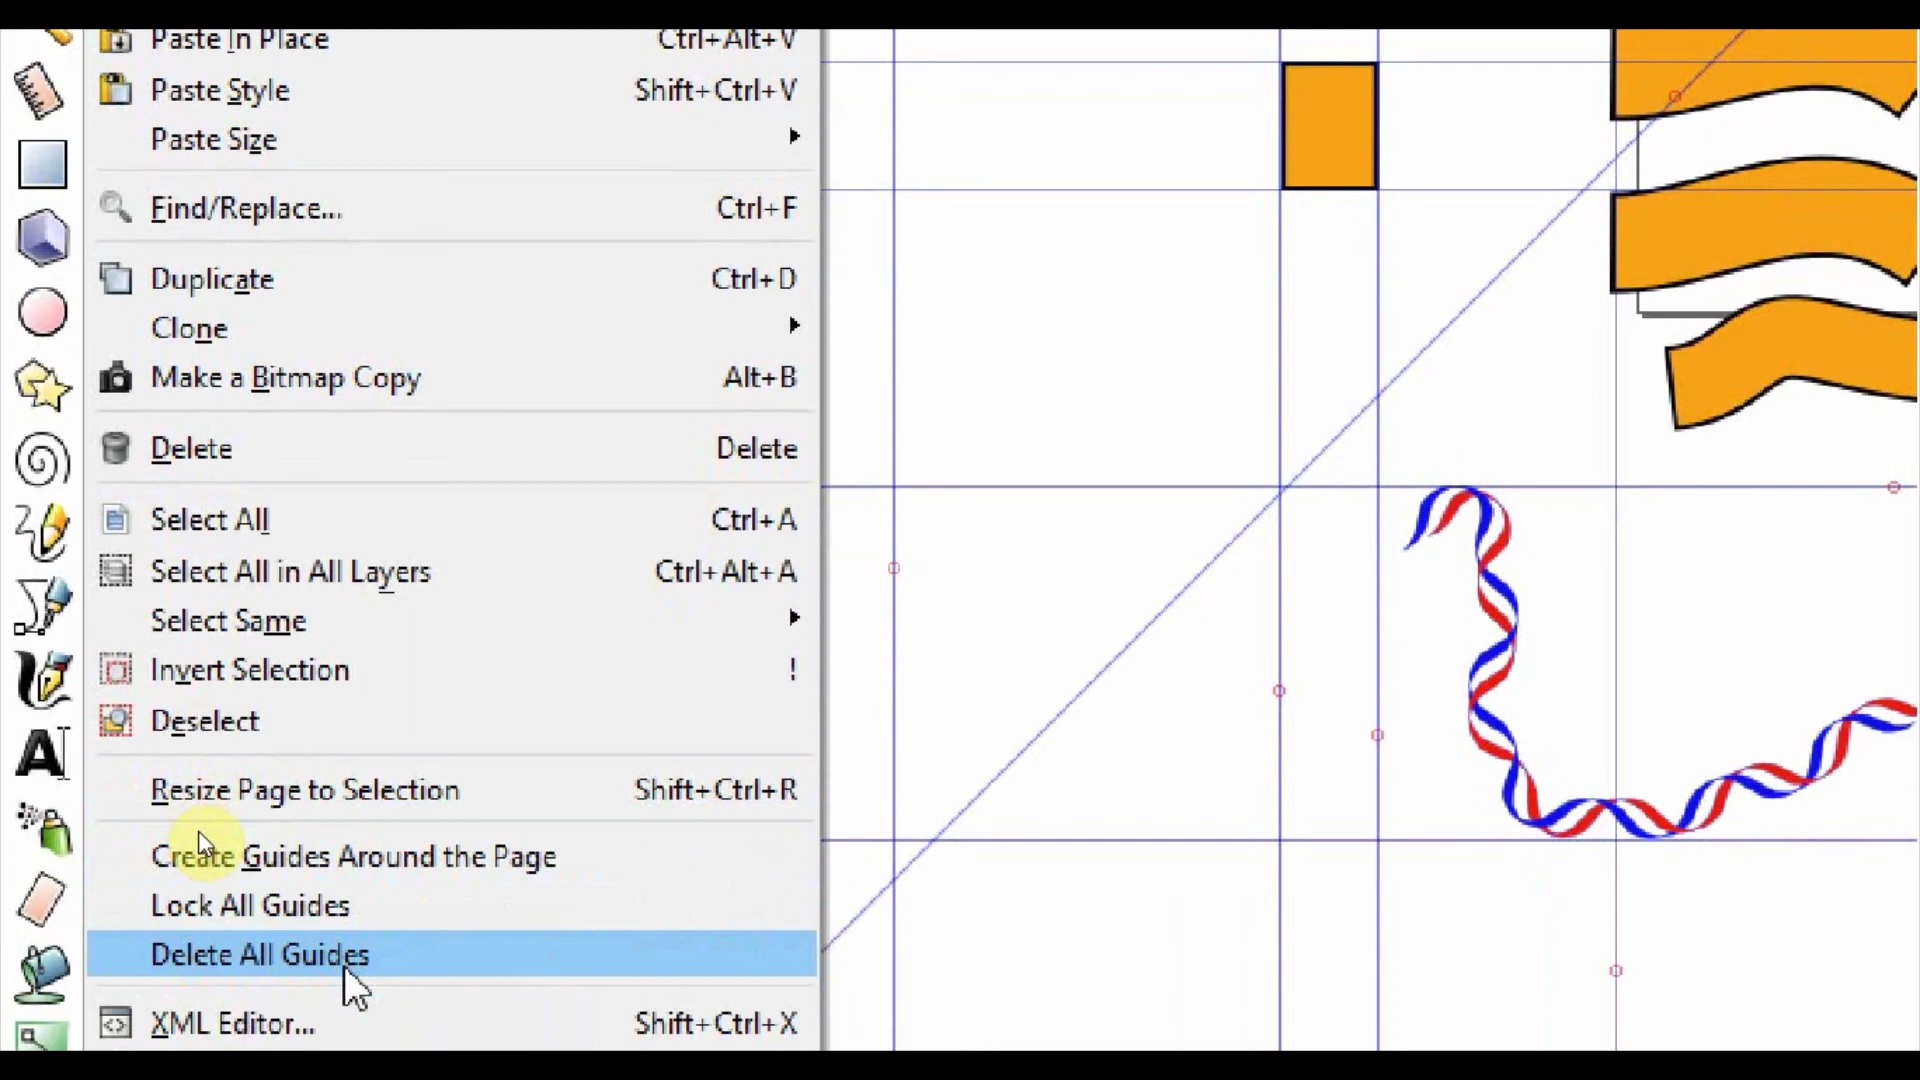 Paste In Place Ctrl+Alt+V
Paste Style Shift+Ctrl+V
Paste Size
Find/Replace... Ctrl+F
Duplicate Ctrl+D
Clone
Make a Bitmap Copy Alt+B
Delete Delete
Select All Ctrl+A
Select All in All Layers Ctrl+Alt+A
Select Same
Invert Selection !
Deselect
Resize Page to Selection Shift+Ctrl+R
Create Guides Around the Page
Lock All Guides
Delete All Guides
XML Editor... Shift+Ctrl+X